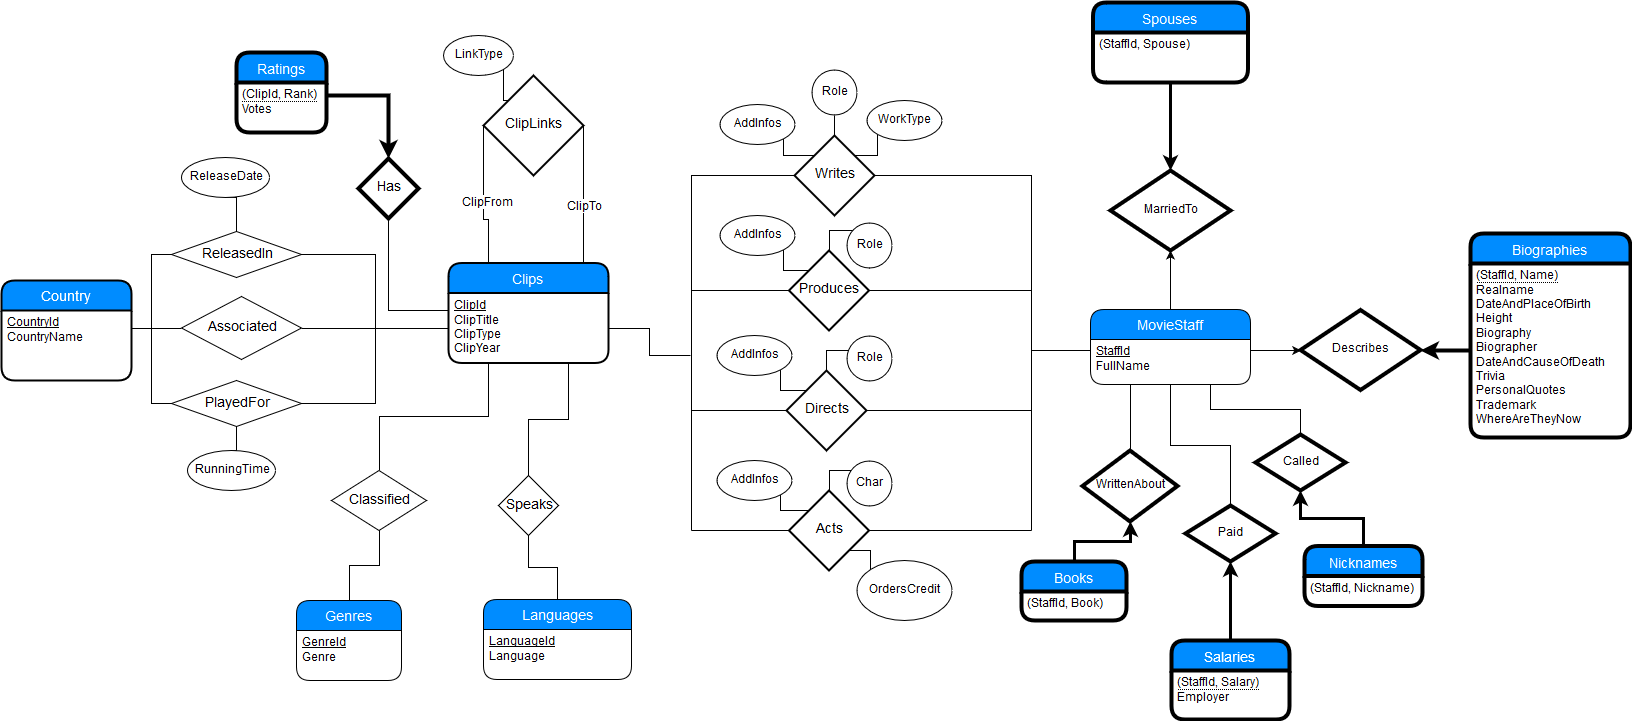 Spouses
(StaffId, Spouse)
LinkType
Ratings
(ClipId, Rank)
Votes
ClipLinks
Role
AddInfos
WorkType
Writes
Has
ReleaseDate
ClipFrom
ClipTo
MarriedTo
ReleasedIn
AddInfos
Role
Produces
Biographies
(StaffId, Name)
Realname
DateAndPlaceOfBirth
Height
Biography
Biographer
DateAndCauseOfDeath
Trivia
PersonalQuotes
Trademark
WhereAreTheyNow
Country
CountryId
CountryName
Associated
Clips
ClipId
ClipTitle
ClipType
ClipYear
MovieStaff
StaffId
FullName
Describes
AddInfos
Role
Directs
PlayedFor
RunningTime
Classified
Speaks
AddInfos
Char
Acts
OrdersCredit
WrittenAbout
Called
Paid
Books
(StaffId, Book)
Nicknames
(StaffId, Nickname)
Genres
GenreId
Genre
Languages
LanguageId
Language
Salaries
(StaffId, Salary)
Employer